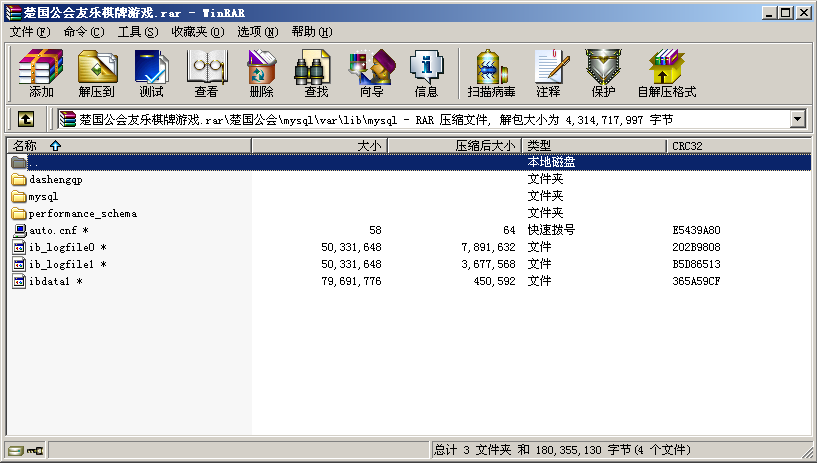 楚国公会友乐棋牌游戏.rar - WinRAR
文件(F) 命令(C) 工具(S) 收藏夹(O) 选项(N) 帮助(H)
添加 解压到 测试 查看 删除 查找 向导 信息 扫描病毒 注释 保护 自解压格式
楚国公会友乐棋牌游戏.rar\楚国公会\mysql\var\lib\mysql - RAR 压缩文件, 解包大小为 4,314,717,997 字节
名称 大小 压缩后大小 类型 CRC32
.. 本地磁盘
dashengqp 文件夹
mysql 文件夹
performance_schema 文件夹
auto.cnf * 58 64 快速拨号 E5439A80
ib_logfile0 * 50,331,648 7,891,632 文件 202B9808
ib_logfile1 * 50,331,648 3,677,568 文件 B5D86513
ibdata1 * 79,691,776 450,592 文件 365A59CF
总计 3 文件夹 和 180,355,130 字节(4 个文件)